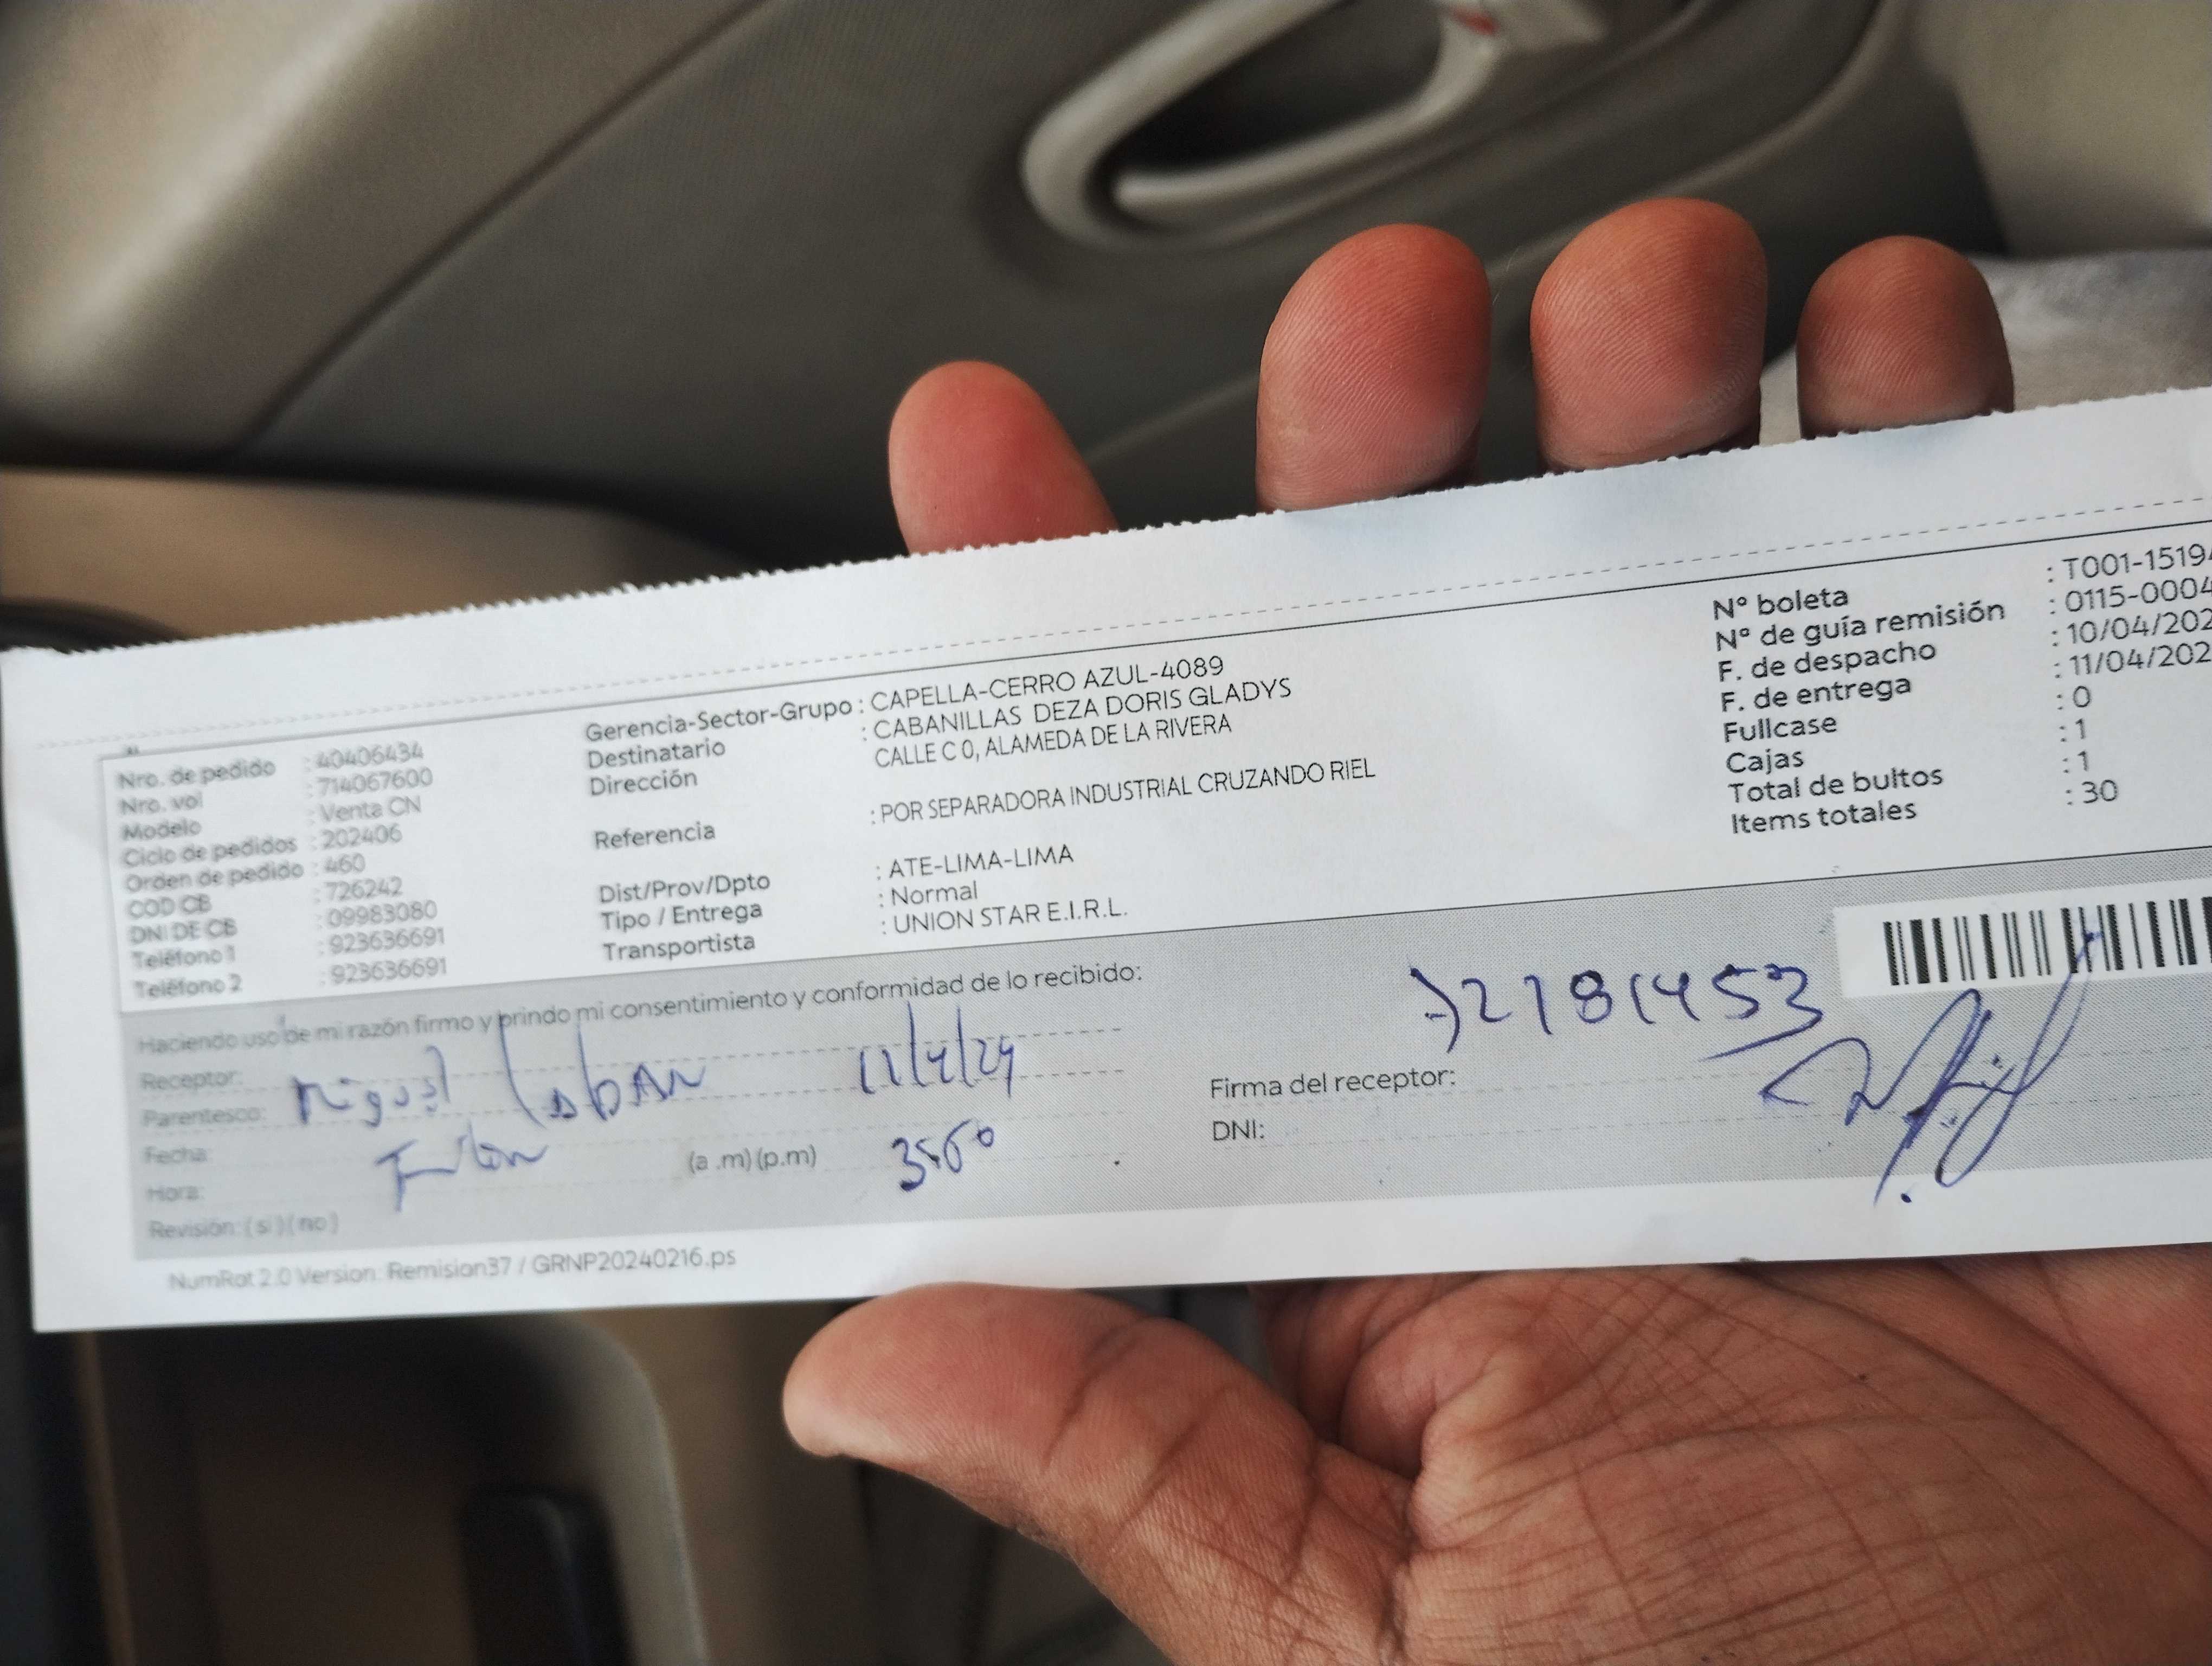 Nro. de pedido : 40406434
Nro. vol : 714067600
Modelo : Venta CN
Ciclo de pedidos : 202406
Orden de pedido : 460
COD CB : 726242
DNI DE CB : 09983080
Teléfono 1 : 923636691
Teléfono 2 : 923636691
Gerencia-Sector-Grupo : CAPELLA-CERRO AZUL-4089
Destinatario : CABANILLAS DEZA DORIS GLADYS
Dirección CALLE C 0, ALAMEDA DE LA RIVERA
Referencia : POR SEPARADORA INDUSTRIAL CRUZANDO RIEL
Dist/Prov/Dpto : ATE-LIMA-LIMA
Tipo / Entrega : Normal
Transportista : UNION STAR E.I.R.L.
N° boleta : T001-1519
N° de guía remisión : 0115-0004
F. de despacho : 10/04/202
F. de entrega : 11/04/202
Fullcase : 0
Cajas : 1
Total de bultos : 1
Items totales : 30
Haciendo uso de mi razón firmo y brindo mi consentimiento y conformidad de lo recibido:
Receptor:
Parentesco: Miguel 11/4/24
Fecha:
Hora: (a .m) (p.m)
Revisión: ( si ) ( no )
Firma del receptor:
DNI:
NumRot 2.0 Version: Remision37 / GRNP20240216.ps